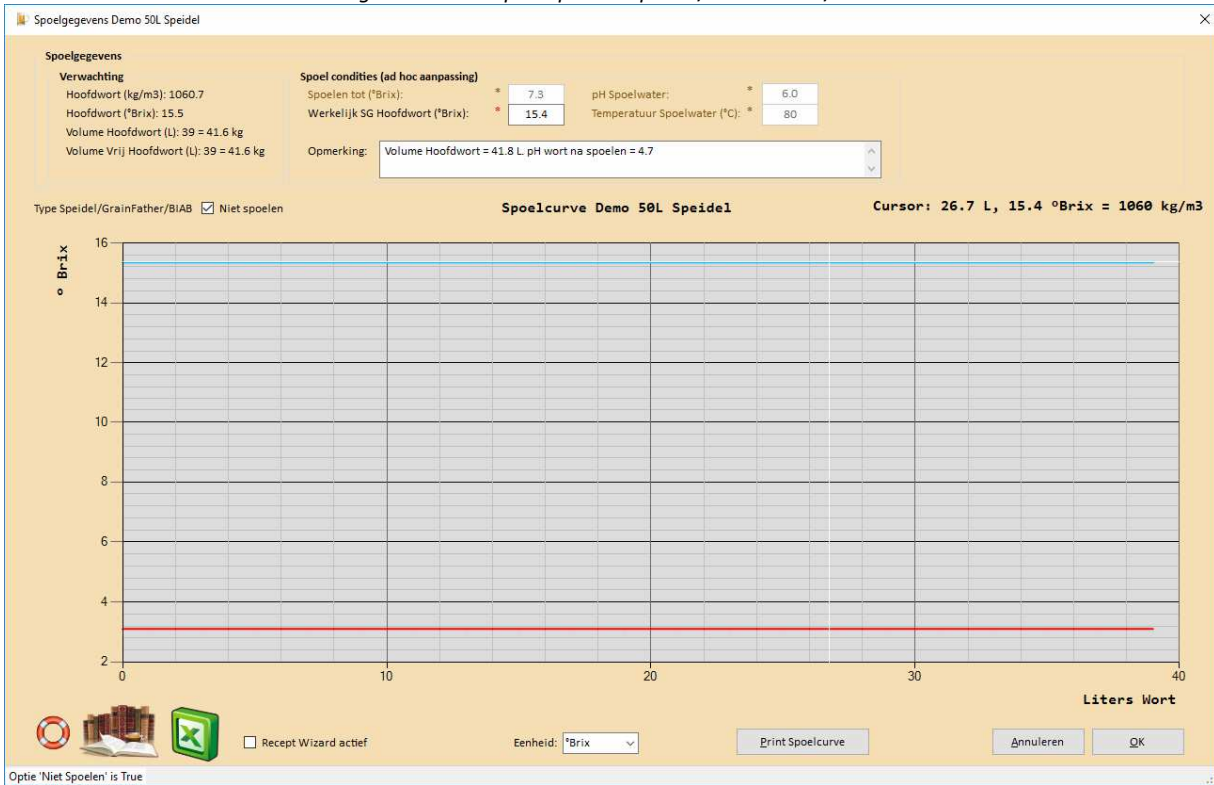 Spoelgegevens Demo 50L Speidel
Spoelgegevens
Verwachting
Hoofdwort (kg/m3): 1060.7
Hoofdwort (°Brix): 15.5
Volume Hoofdwort (L): 39 = 41.6 kg
Volume Vrij Hoofdwort (L): 39 = 41.6 kg
Spoel condities (ad hoc aanpassing)
Spoelen tot (°Brix): * 7.3 pH Spoelwater: * 6.0
Werkelijk SG Hoofdwort (°Brix): * 15.4 Temperatuur Spoelwater (°C): * 80
Opmerking: Volume Hoofdwort = 41.8 L. pH wort na spoelen = 4.7
Type Speidel/GrainFather/BIAB Niet spoelen
Spoelcurve Demo 50L Speidel
Cursor: 26.7 L, 15.4 °Brix = 1060 kg/m3
° Brix
16
14
12
10
8
6
4
2
0 10 20 30 40
Liters Wort
Recept Wizard actief
Eenheid: °Brix
Print Spoelcurve
Annuleren
OK
Optie 'Niet Spoelen' is True